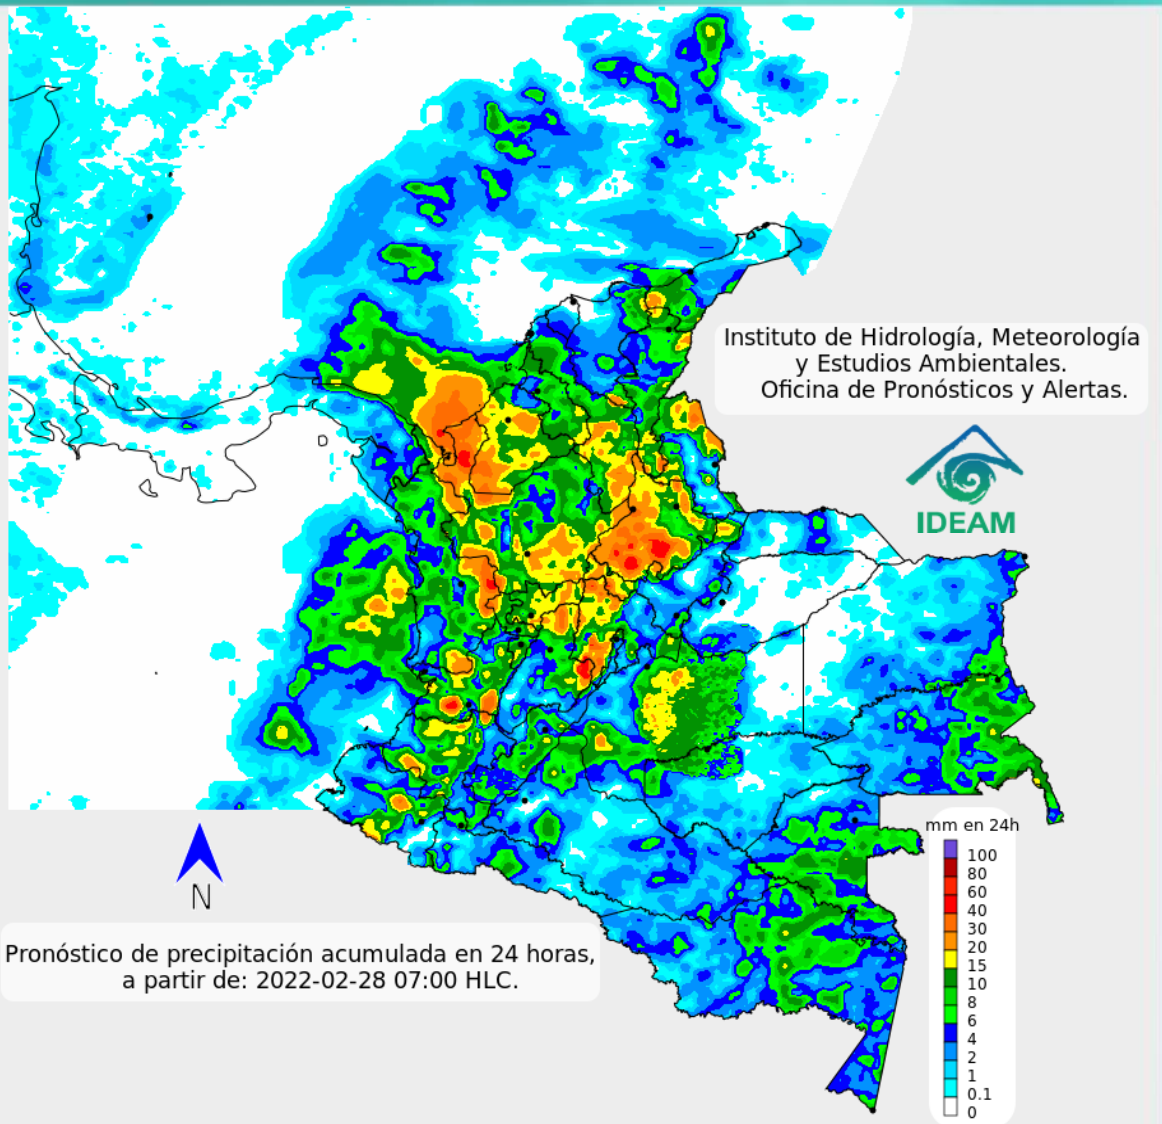 Instituto de Hidrología, Meteorología
y Estudios Ambientales.
Oficina de Pronósticos y Alertas.
IDEAM
mm en 24h
100
80
60
40
30
20
15
10
8
6
4
2
1
0.1
0
N
Pronóstico de precipitación acumulada en 24 horas,
a partir de: 2022-02-28 07:00 HLC.